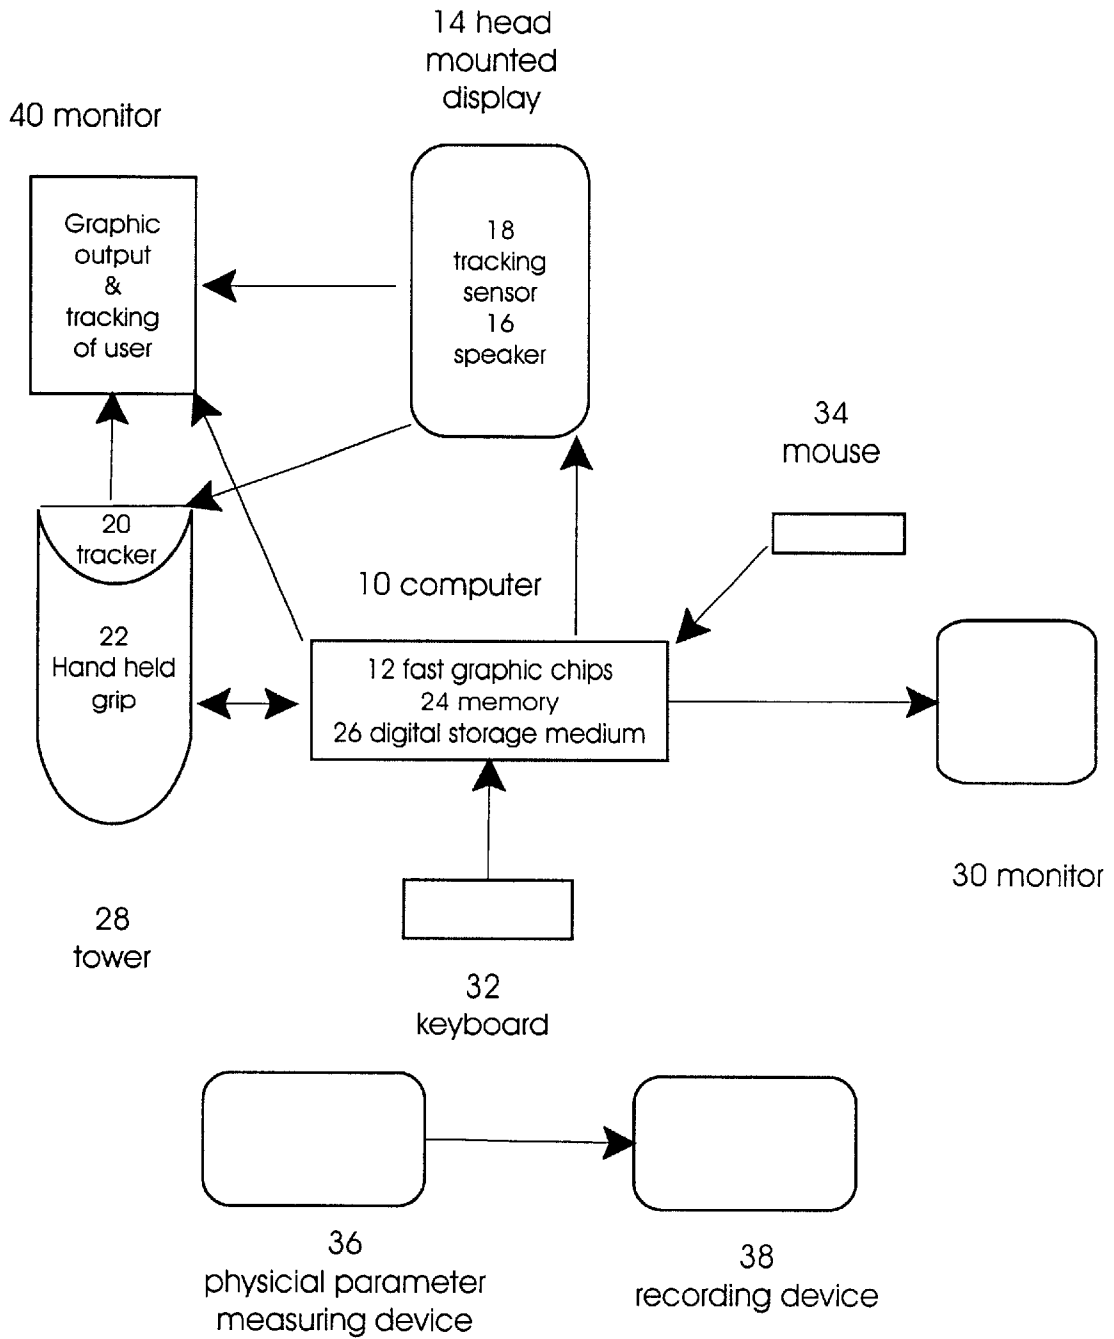 14 head
mounted
display
40 monitor
Graphic
output
&
tracking
of user
18
tracking
sensor
16
speaker
34
mouse
20
tracker
10 computer
22
Hand held
grip
12 fast graphic chips
24 memory
26 digital storage medium
30 monitor
28
tower
32
keyboard
36
physicial parameter
measuring device
38
recording device